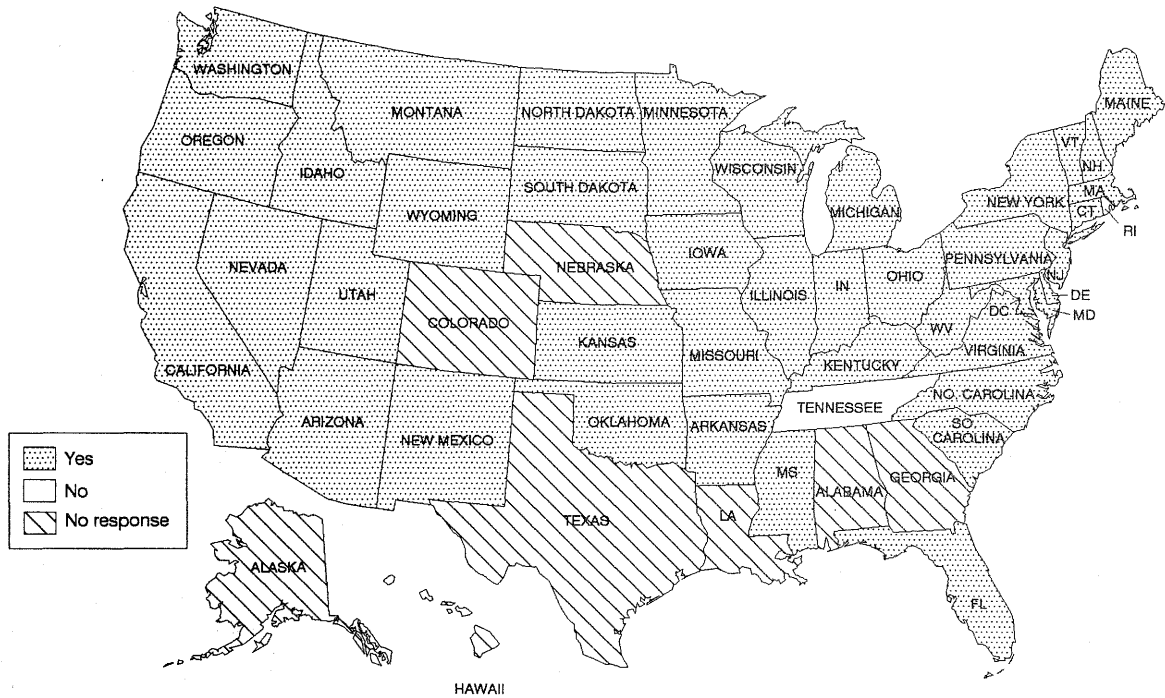 WASHINGTON
MONTANA
NORTH DAKOTA
MINNESOTA
MAINE
OREGON
IDAHO
VT
NH
WISCONSIN
SOUTH DAKOTA
WYOMING
MICHIGAN
NEW YORK
MA
CT
RI
IOWA
NEBRASKA
PENNSYLVANIA
NJ
NEVADA
UTAH
COLORADO
ILLINOIS
IN
OHIO
DE
MD
DC
WV
KANSAS
MISSOURI
VIRGINIA
KENTUCKY
CALIFORNIA
NO. CAROLINA
TENNESSEE
ARIZONA
NEW MEXICO
OKLAHOMA
ARKANSAS
SO.
CAROLINA
Yes
No
No response
MS
ALABAMA
GEORGIA
TEXAS
LA
ALASKA
FL
HAWAII